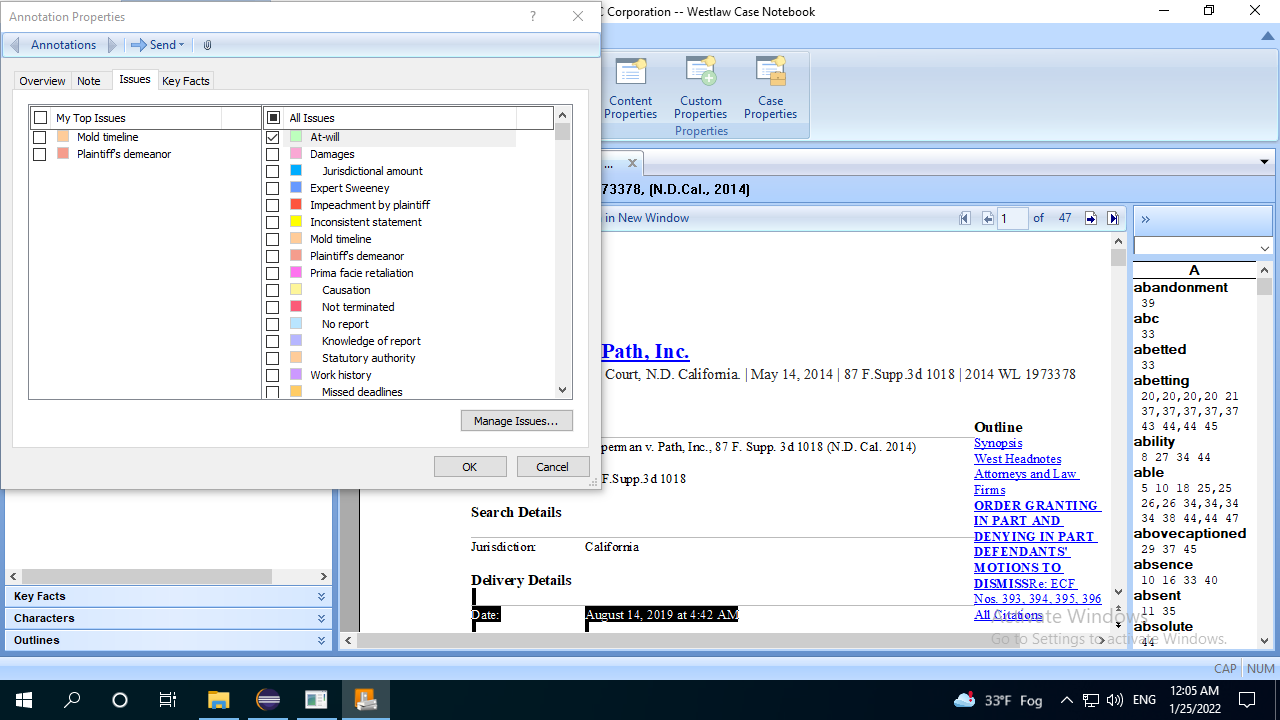 Annotation Properties
?
C Corporation -- Westlaw Case Notebook
Annotations
Send
Overview
Note
Issues
Key Facts
Content Properties
Custom Properties
Case Properties
Properties
My Top Issues
Mold timeline
Plaintiff's demeanor
All Issues
At-will
Damages
Jurisdictional amount
Expert Sweeney
Impeachment by plaintiff
Inconsistent statement
Mold timeline
Plaintiff's demeanor
Prima facie retaliation
Causation
Not terminated
No report
Knowledge of report
Statutory authority
Work history
Missed deadlines
Manage Issues...
OK
Cancel
...
73378, (N.D.Cal., 2014)
in New Window
1 of 47
Path, Inc.
Court, N.D. California. | May 14, 2014 | 87 F.Supp.3d 1018 | 2014 WL 1973378
perman v. Path, Inc., 87 F. Supp. 3d 1018 (N.D. Cal. 2014)
F.Supp.3d 1018
Search Details
Jurisdiction: California
Delivery Details
Date: August 14, 2019 at 4:42 AM
Outline
Synopsis
West Headnotes
Attorneys and Law
Firms
ORDER GRANTING
IN PART AND
DENYING IN PART
DEFENDANTS'
MOTIONS TO
DISMISSRe: ECF
Nos. 393, 394, 395, 396
All Citations
A
abandonment
39
abc
33
abetted
33
abetting
20,20,20,20 21
37,37,37,37,37
43 44,44 45
ability
8 27 34 44
able
5 10 18 25,25
26,26 34,34,34
34 38 44,44 47
abovecaptioned
29 37 45
absence
10 16 33 40
absent
11 35
absolute
44
Key Facts
Characters
Outlines
Activate Windows
Go to Settings to activate Windows.
CAP NUM
33°F Fog
ENG
12:05 AM
1/25/2022